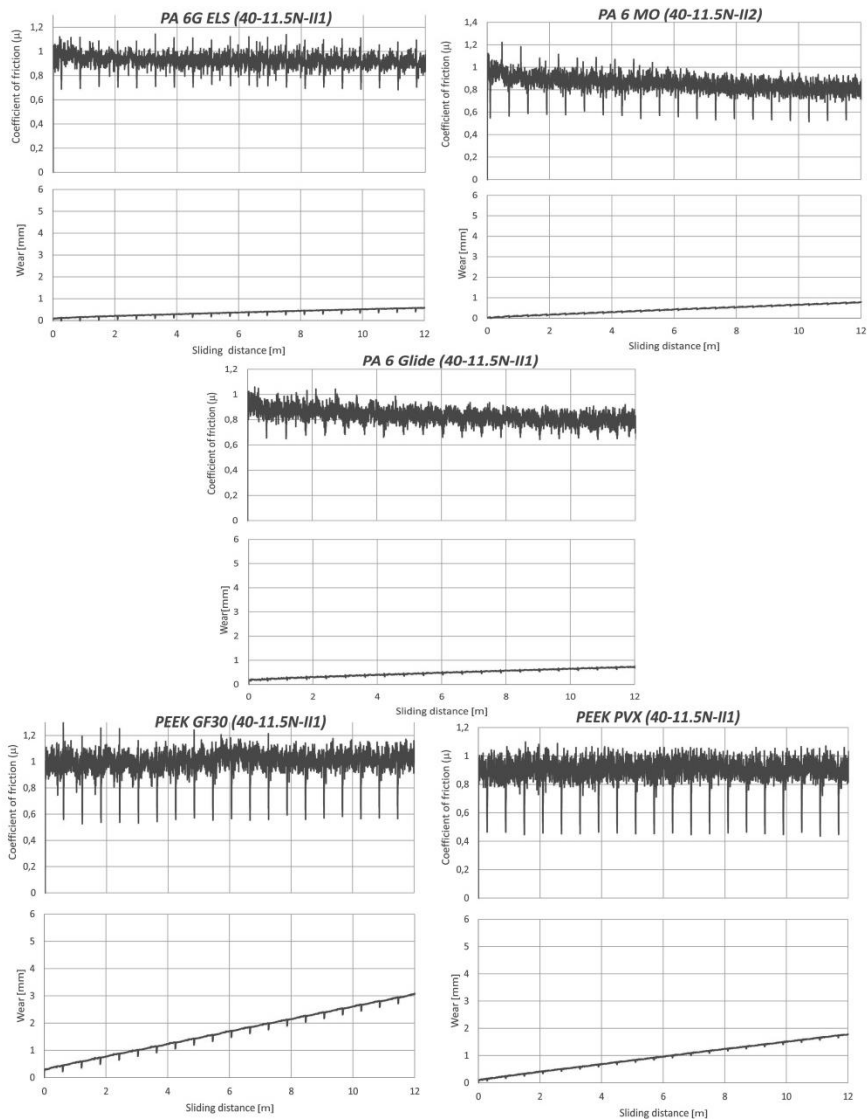 PA 6G ELS (40-11.5N-II1)
Coefficient of friction (μ)
1,2
1
0,8
0,6
0,4
0,2
0
Wear [mm]
6
5
4
3
2
1
0
0 2 4 6 8 10 12
Sliding distance [m]
PA 6 MO (40-11.5N-II2)
Coefficient of friction (μ)
1,4
1,2
1
0,8
0,6
0,4
0,2
0
Wear [mm]
6
5
4
3
2
1
0
0 2 4 6 8 10 12
Sliding distance [m]
PA 6 Glide (40-11.5N-II1)
Coefficient of friction (μ)
1,2
1
0,8
0,6
0,4
0,2
0
Wear[mm]
6
5
4
3
2
1
0
0 2 4 6 8 10 12
Sliding distance [m]
PEEK GF30 (40-11.5N-II1)
Coefficient of friction (μ)
1,2
1
0,8
0,6
0,4
0,2
0
Wear [mm]
6
5
4
3
2
1
0
0 2 4 6 8 10 12
Sliding distance [m]
PEEK PVX (40-11.5N-II1)
Coefficient of friction (μ)
1,2
1
0,8
0,6
0,4
0,2
0
Wear [mm]
6
5
4
3
2
1
0
0 2 4 6 8 10 12
Sliding distance [m]